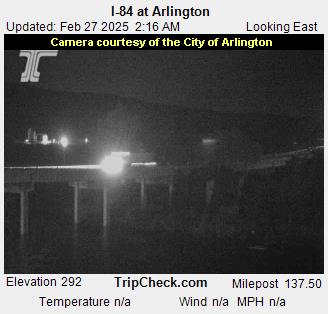 I-84 at Arlington
Updated: Feb 27 2025 2:16 AM Looking East
Camera courtesy of the City of Arlington
Elevation 292 TripCheck.com Milepost 137.50
Temperature n/a Wind n/a MPH n/a